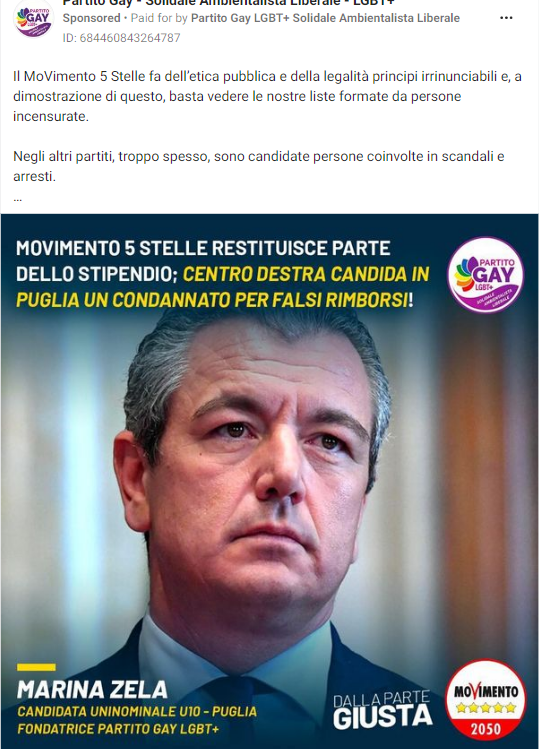 Partito Gay - Solidale Ambientalista Liberale - LGBT+
Sponsored • Paid for by Partito Gay LGBT+ Solidale Ambientalista Liberale
ID: 684460843264787
Il MoVimento 5 Stelle fa dell'etica pubblica e della legalità principi irrinunciabili e, a
dimostrazione di questo, basta vedere le nostre liste formate da persone
incensurate.
Negli altri partiti, troppo spesso, sono candidate persone coinvolte in scandali e
arresti.
...
MOVIMENTO 5 STELLE RESTITUISCE PARTE
DELLO STIPENDIO; CENTRO DESTRA CANDIDA IN
PUGLIA UN CONDANNATO PER FALSI RIMBORSI!
PARTITO
GAY
LGBT+
SOLIDALE
AMBIENTALISTA
LIBERALE
MARINA ZELA
CANDIDATA UNINOMINALE U10 - PUGLIA
FONDATRICE PARTITO GAY LGBT+
DALLA PARTE
GIUSTA
MOVIMENTO
2050